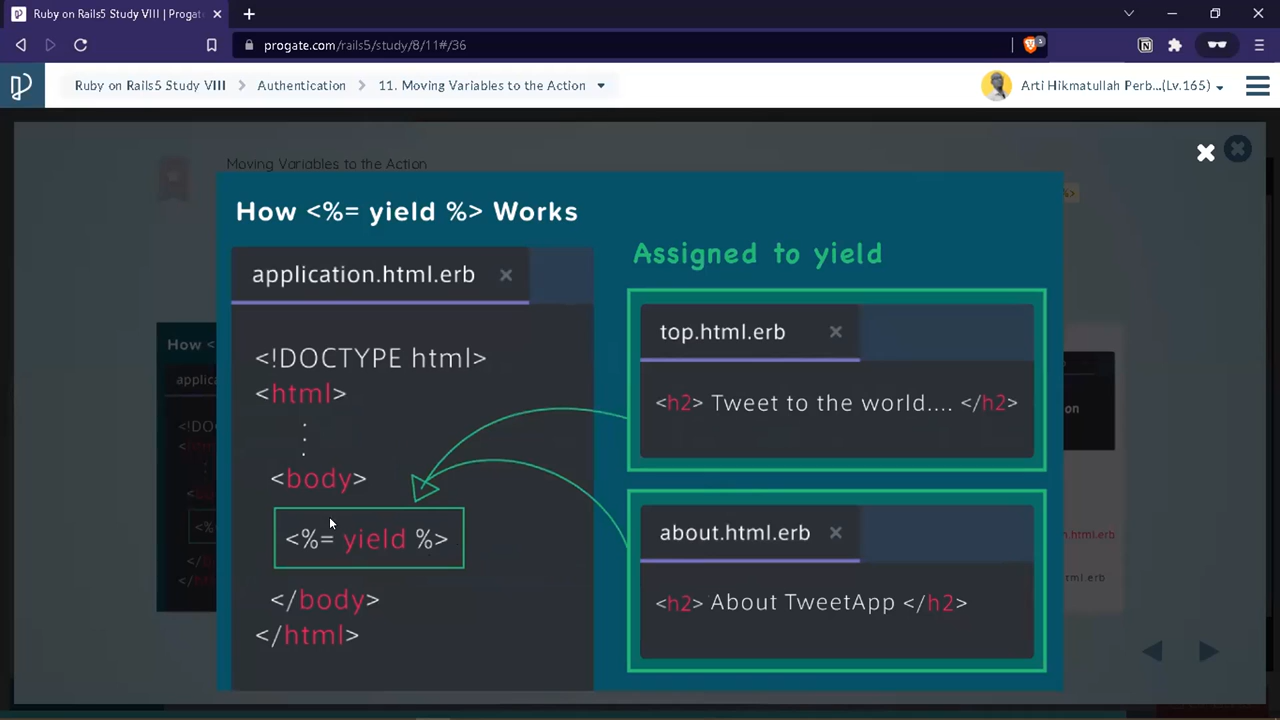 Ruby on Rails5 Study VIII | Progate
progate.com/rails5/study/8/11#/36
3
Ruby on Rails5 Study VIII
Authentication
11. Moving Variables to the Action
Arti Hikmatullah Perb...(Lv.165)
Moving Variables to the Action
How <%= yield %> Works
application.html.erb
<!DOCTYPE html>
<html>
<body>
<%= yield %>
</body>
</html>
Assigned to yield
top.html.erb
<h2> Tweet to the world.... </h2>
about.html.erb
<h2> About TweetApp </h2>